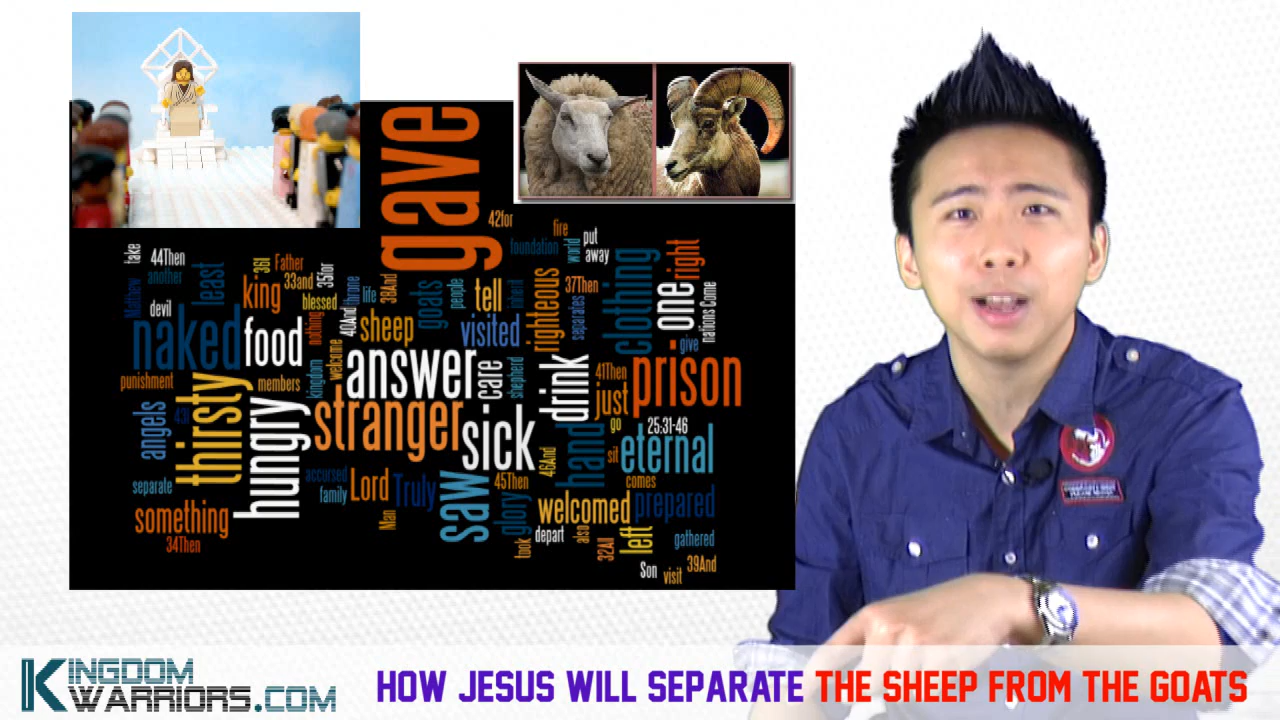 gave
42for
fire
foundation
world
put
away
right
take
44Then
another
least
36I
Father
33and
35for
king
blessed
throne
life
38And
goats
people
tell
inherit
righteous
37Then
separates
clothing
one
nations
Come
Matthew
devil
nothing
40And
sheep
visited
give
naked
food
welcome
answer
care
shepherd
drink
41Then
just
prison
punishment
members
kingdom
thirsty
hungry
stranger
sick
go
25:31-46
angels
43I
hand
sit
eternal
46And
separate
accursed
family
Lord
Truly
saw
45Then
glory
comes
welcomed
prepared
something
Man
34Then
depart
took
also
32All
left
gathered
Son
visit
39And
KINGDOM
WARRIORS.COM
HOW JESUS WILL SEPARATE THE SHEEP FROM THE GOATS